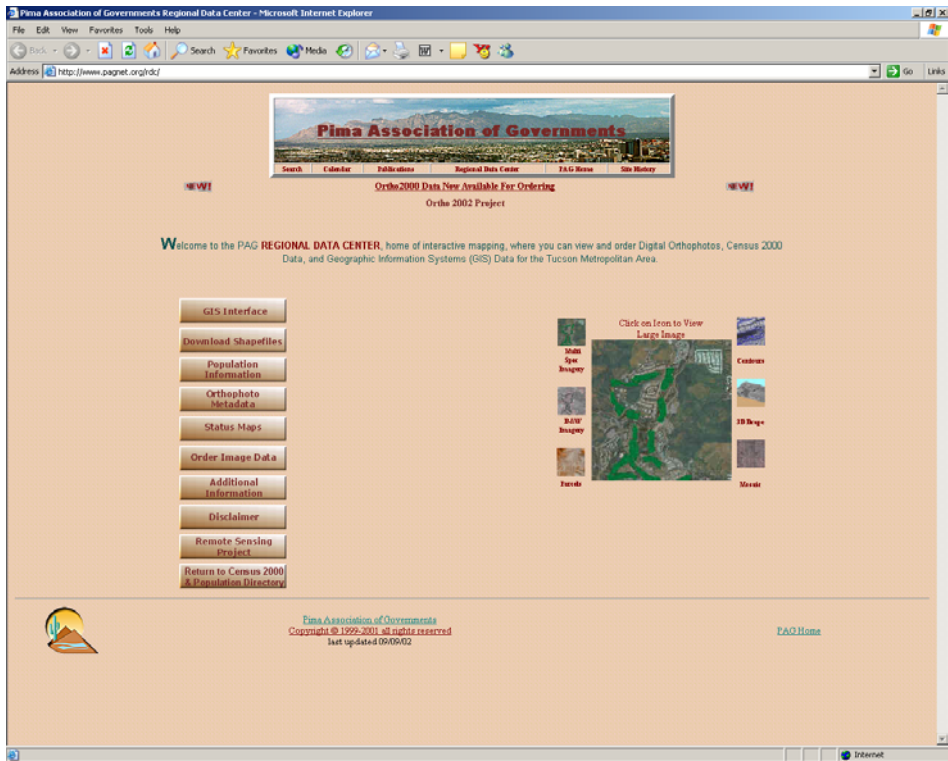 Pima Association of Governments Regional Data Center - Microsoft Internet Explorer
File Edit View Favorites Tools Help
Back Search Favorites Media
Address http://www.pagnet.org/rdc/ Go Links
Pima Association of Governments
Search Calendar Publications Regional Data Center PAG Home Site History
NEW! Ortho2000 Data Now Available For Ordering NEW!
Ortho 2002 Project
Welcome to the PAG REGIONAL DATA CENTER, home of interactive mapping, where you can view and order Digital Orthophotos, Census 2000
Data, and Geographic Information Systems (GIS) Data for the Tucson Metropolitan Area.
GIS Interface
Download Shapefiles
Population
Information
Orthophoto
Metadata
Status Maps
Order Image Data
Additional
Information
Disclaimer
Remote Sensing
Project
Return to Census 2000
& Population Directory
Click on Icon to View
Large Image
Multi
Spec
Imagery
B&W
Imagery
Parcels
Contours
3D Drape
Mosaic
Pima Association of Governments
Copyright © 1999-2001 all rights reserved
last updated 09/09/02
PAG Home
Internet